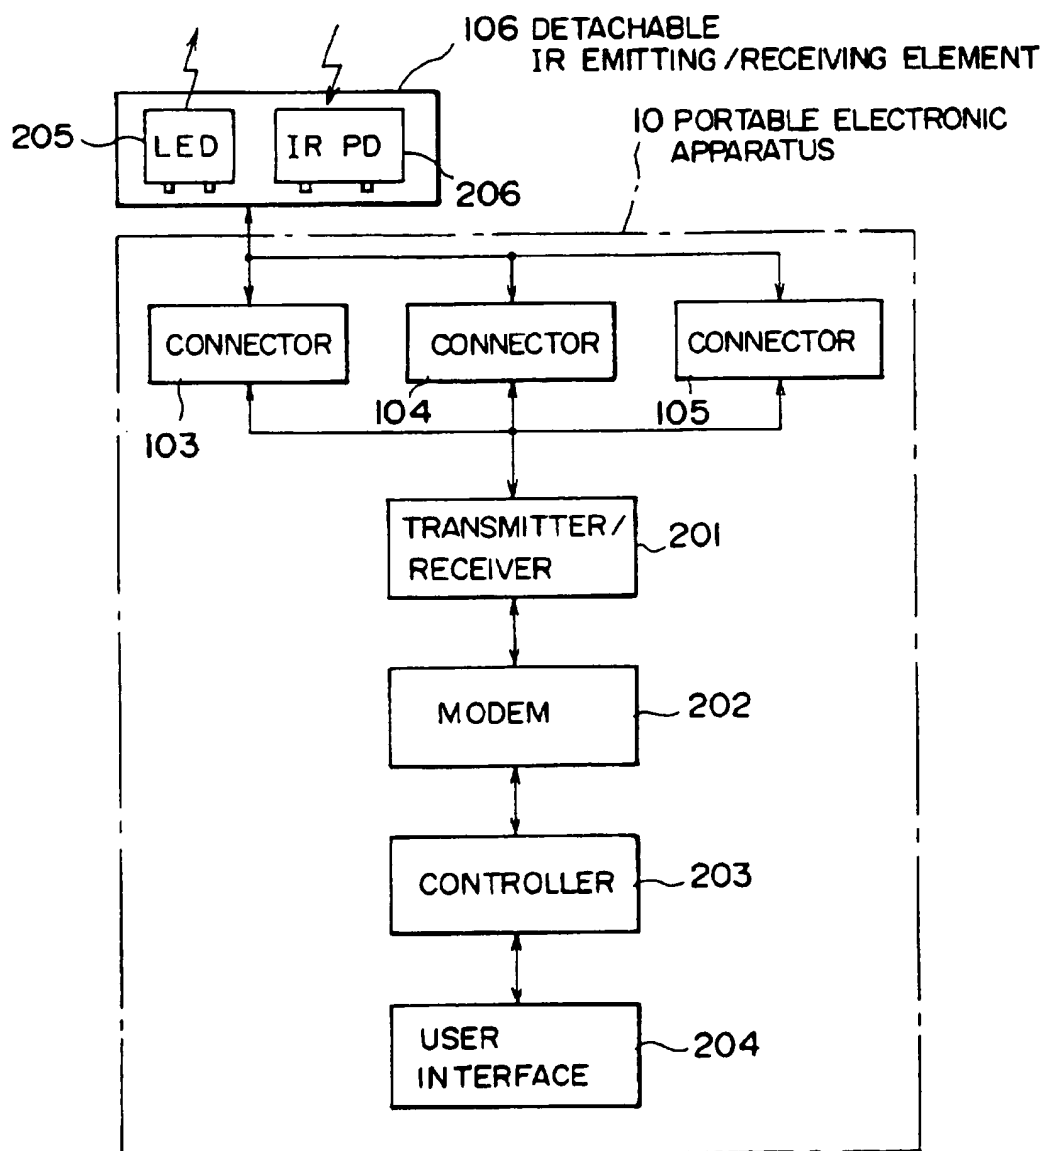 106 DETACHABLE
IR EMITTING/RECEIVING ELEMENT
10 PORTABLE ELECTRONIC
APPARATUS
205
LED
IR PD
206
CONNECTOR
CONNECTOR
CONNECTOR
103
104
105
TRANSMITTER/
RECEIVER
201
MODEM
202
CONTROLLER
203
USER
INTERFACE
204